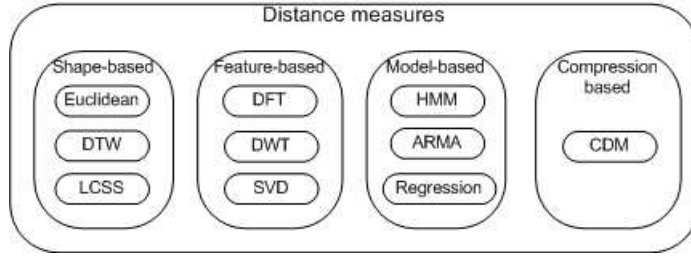 Distance measures
Shape-based
Euclidean
DTW
LCSS
Feature-based
DFT
DWT
SVD
Model-based
HMM
ARMA
Regression
Compression
based
CDM